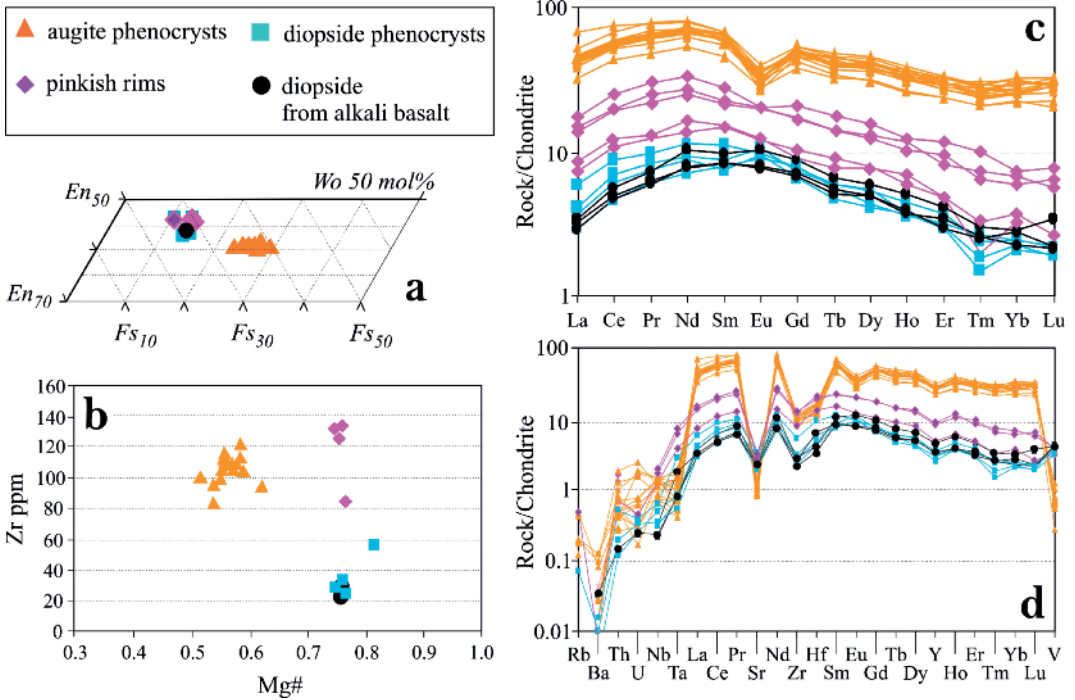 augite phenocrysts
diopside phenocrysts
pinkish rims
diopside
from alkali basalt
En50
Wo 50 mol%
a
En70
Fs10
Fs30
Fs50
b
Zr ppm
160
140
120
100
80
60
40
20
0
0.3
0.5
0.6
0.7
0.8
0.9
1.0
Mg#
c
Rock/Chondrite
100
10
1
La
Ce
Pr
Nd
Sm
Eu
Gd
Tb
Dy
Ho
Er
Tm
Yb
Lu
d
Rock/Chondrite
100
10
1
0.1
0.01
Rb
Th
Nb
La
Pr
Nd
Hf
Eu
Tb
Y
Er
Yb
V
Ba
U
Ta
Ce
Sr
Zr
Sm
Gd
Dy
Ho
Tm
Lu